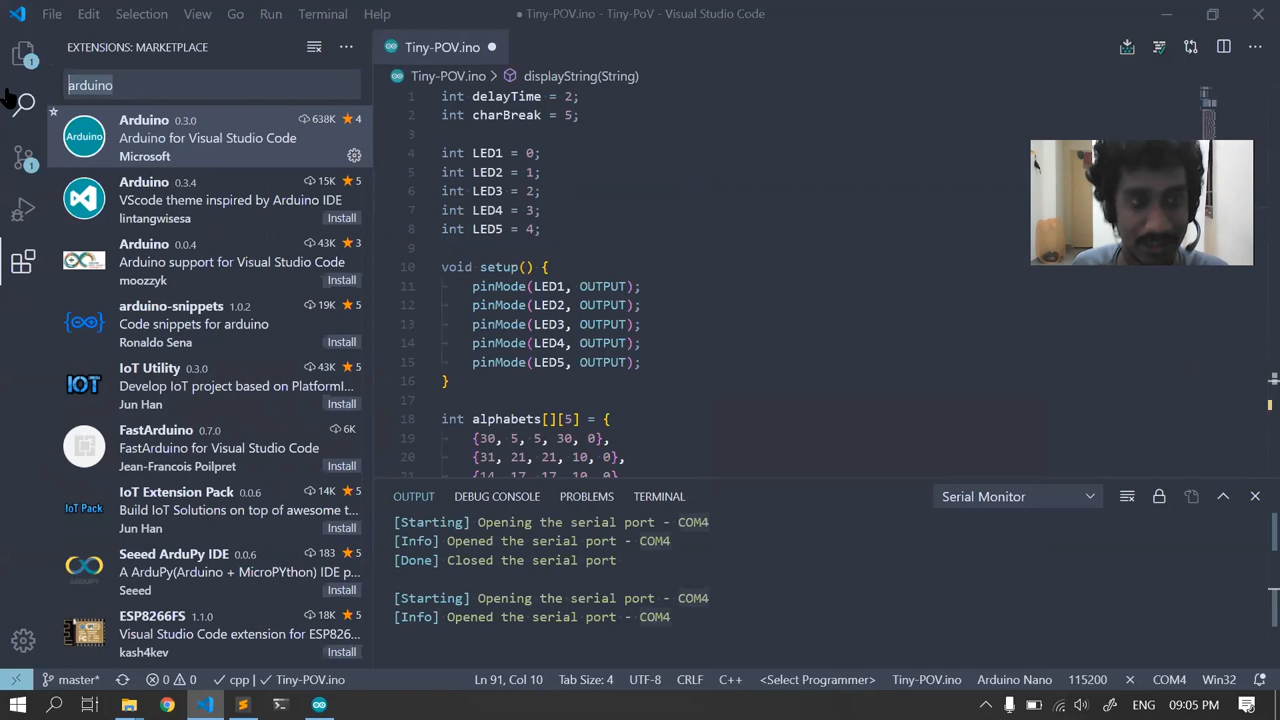 File Edit Selection View Go Run Terminal Help
● Tiny-POV.ino - Tiny-PoV - Visual Studio Code
EXTENSIONS: MARKETPLACE
arduino
Arduino 0.3.0 638K ★4
Arduino for Visual Studio Code
Microsoft
Arduino 0.3.4 15K ★5
VScode theme inspired by Arduino IDE
lintangwisesa Install
Arduino 0.0.4 43K ★3
Arduino support for Visual Studio Code
moozzyk Install
arduino-snippets 1.0.2 19K ★5
Code snippets for arduino
Ronaldo Sena Install
IoT Utility 0.3.0 43K ★5
Develop IoT project based on PlatformI...
Jun Han Install
FastArduino 0.7.0 6K
FastArduino for Visual Studio Code
Jean-Francois Poilpret Install
IoT Extension Pack 0.0.6 14K ★5
Build IoT Solutions on top of awesome t...
Jun Han Install
Seeed ArduPy IDE 0.0.6 183 ★5
A ArduPy(Arduino + MicroPYthon) IDE p...
Seeed Install
ESP8266FS 1.1.0 18K ★5
Visual Studio Code extension for ESP826...
kash4kev Install
Arduino
IOT
IoT Pack
ARDUPY
1
1
Tiny-POV.ino ●
Tiny-POV.ino > displayString(String)
1 int delayTime = 2;
2 int charBreak = 5;
3
4 int LED1 = 0;
5 int LED2 = 1;
6 int LED3 = 2;
7 int LED4 = 3;
8 int LED5 = 4;
9
10 void setup() {
11 pinMode(LED1, OUTPUT);
12 pinMode(LED2, OUTPUT);
13 pinMode(LED3, OUTPUT);
14 pinMode(LED4, OUTPUT);
15 pinMode(LED5, OUTPUT);
16 }
17
18 int alphabets[][5] = {
19 {30, 5, 5, 30, 0},
20 {31, 21, 21, 10, 0},
21 {14, 17, 17, 10, 0}
OUTPUT DEBUG CONSOLE PROBLEMS TERMINAL
Serial Monitor
[Starting] Opening the serial port - COM4
[Info] Opened the serial port - COM4
[Done] Closed the serial port
[Starting] Opening the serial port - COM4
[Info] Opened the serial port - COM4
master* 0 0 cpp | Tiny-POV.ino
Ln 91, Col 10 Tab Size: 4 UTF-8 CRLF C++ <Select Programmer> Tiny-POV.ino Arduino Nano 115200 COM4 Win32
ENG 09:05 PM